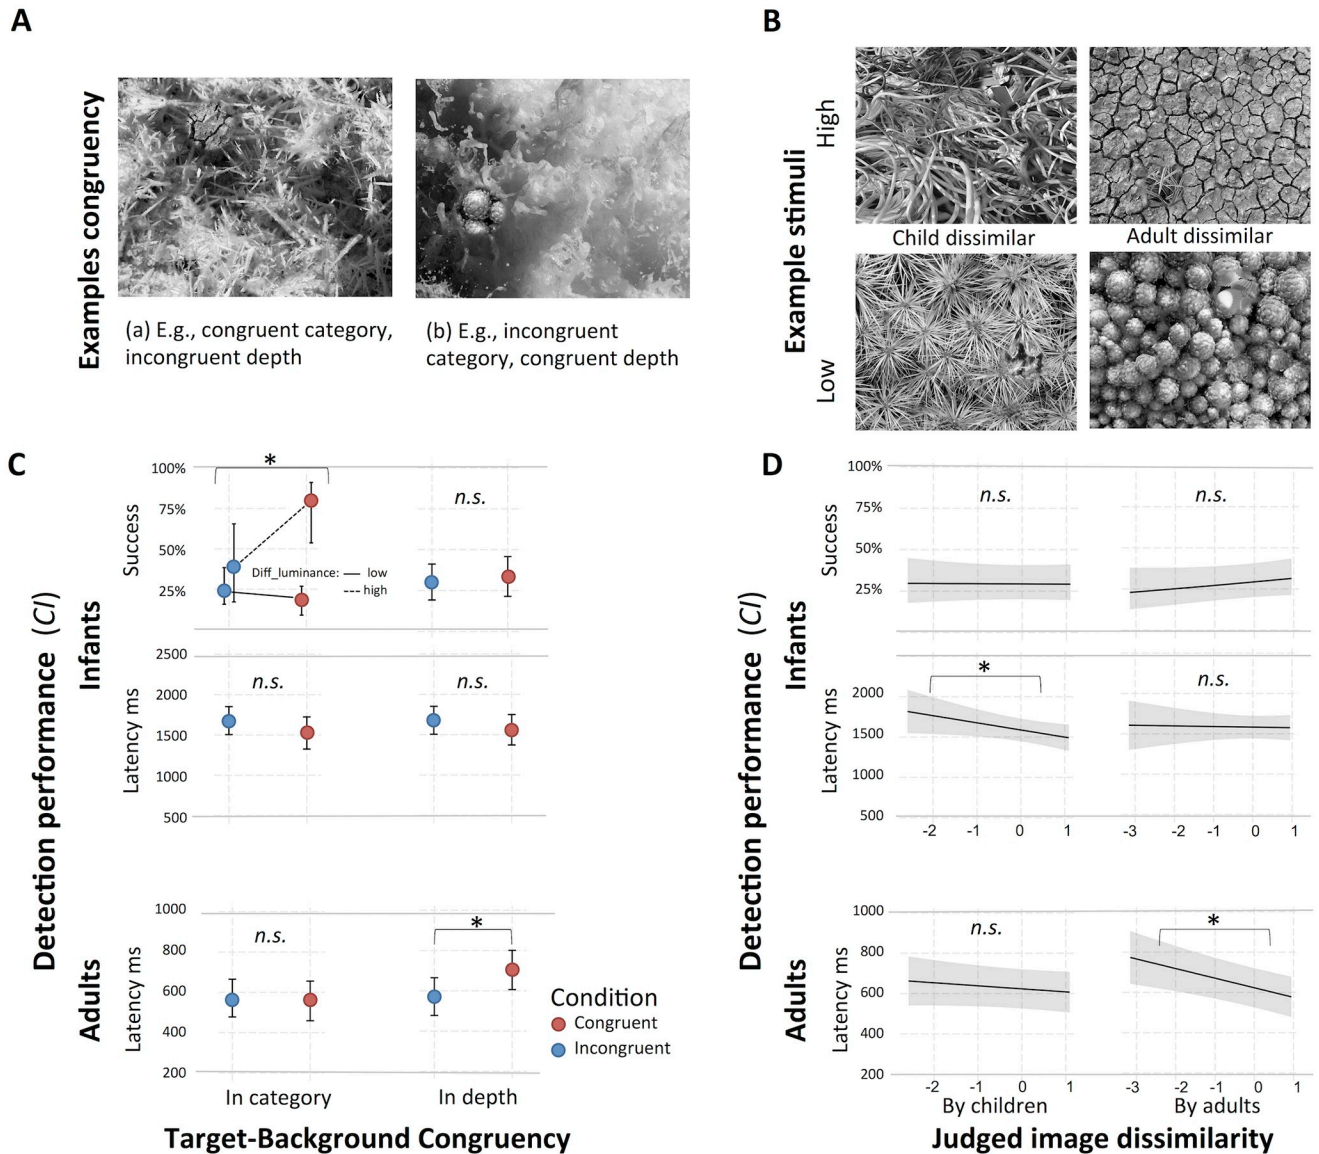 A
Examples congruency
(a) E.g., congruent category,
incongruent depth
(b) E.g., incongruent
category, congruent depth
B
Example stimuli
High
Low
Child dissimilar
Adult dissimilar
C
Detection performance (CI)
Infants
Success
100%
75%
50%
25%
*
Diff_luminance:
low
high
n.s.
Latency ms
2500
2000
1500
1000
500
n.s.
n.s.
Adults
Latency ms
1000
800
600
400
200
n.s.
*
Condition
Congruent
Incongruent
In category
In depth
Target-Background Congruency
D
Detection performance (CI)
Infants
Success
100%
75%
50%
25%
n.s.
n.s.
Latency ms
2000
1500
1000
500
*
n.s.
-2 -1 0 1
-3 -2 -1 0 1
Adults
Latency ms
1000
800
600
400
200
n.s.
*
-2 -1 0 1
-3 -2 -1 0 1
By children
By adults
Judged image dissimilarity